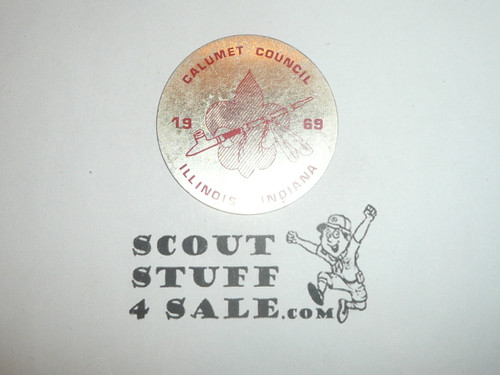 CALUMET COUNCIL
19 69
ILLINOIS INDIANA
SCOUT
STUFF
4 SALE.COM